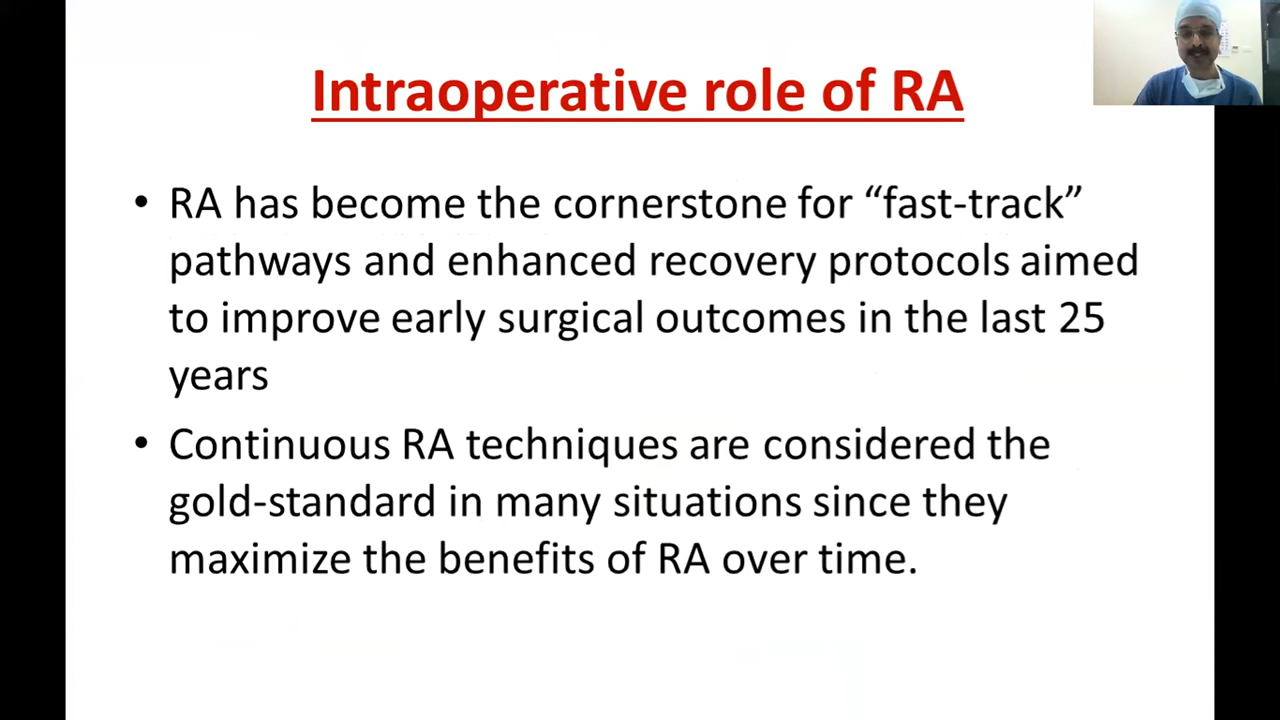 Intraoperative role of RA
• RA has become the cornerstone for “fast-track”
pathways and enhanced recovery protocols aimed
to improve early surgical outcomes in the last 25
years
• Continuous RA techniques are considered the
gold-standard in many situations since they
maximize the benefits of RA over time.